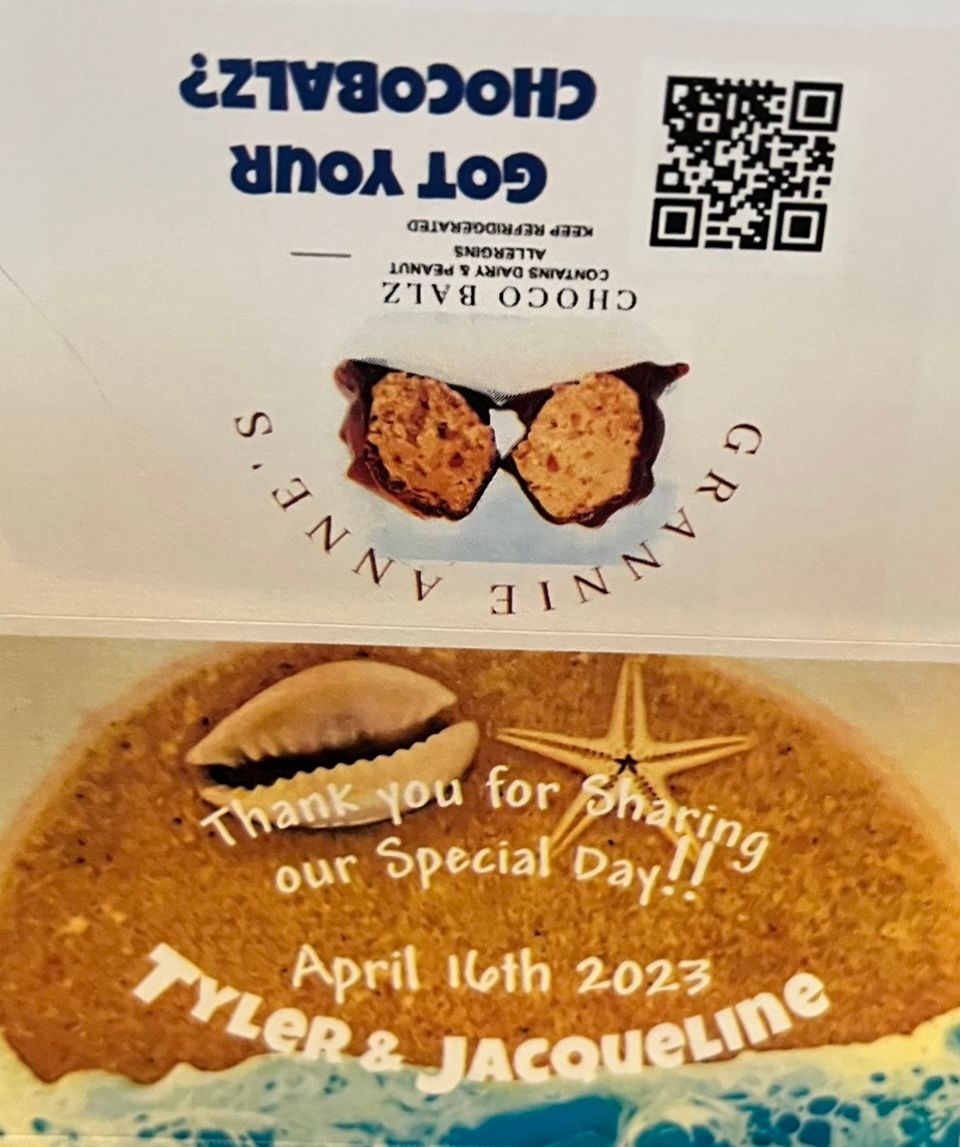 GRANNIE ANNE'S
CHOCO BALZ
CONTAINS DAIRY & PEANUT
ALLERGINS
KEEP REFRIDGERATED
GOT YOUR
CHOCOBALZ?
Thank you for Sharing
our Special Day!!
April 16th 2023
TYLER & JACQUELINE